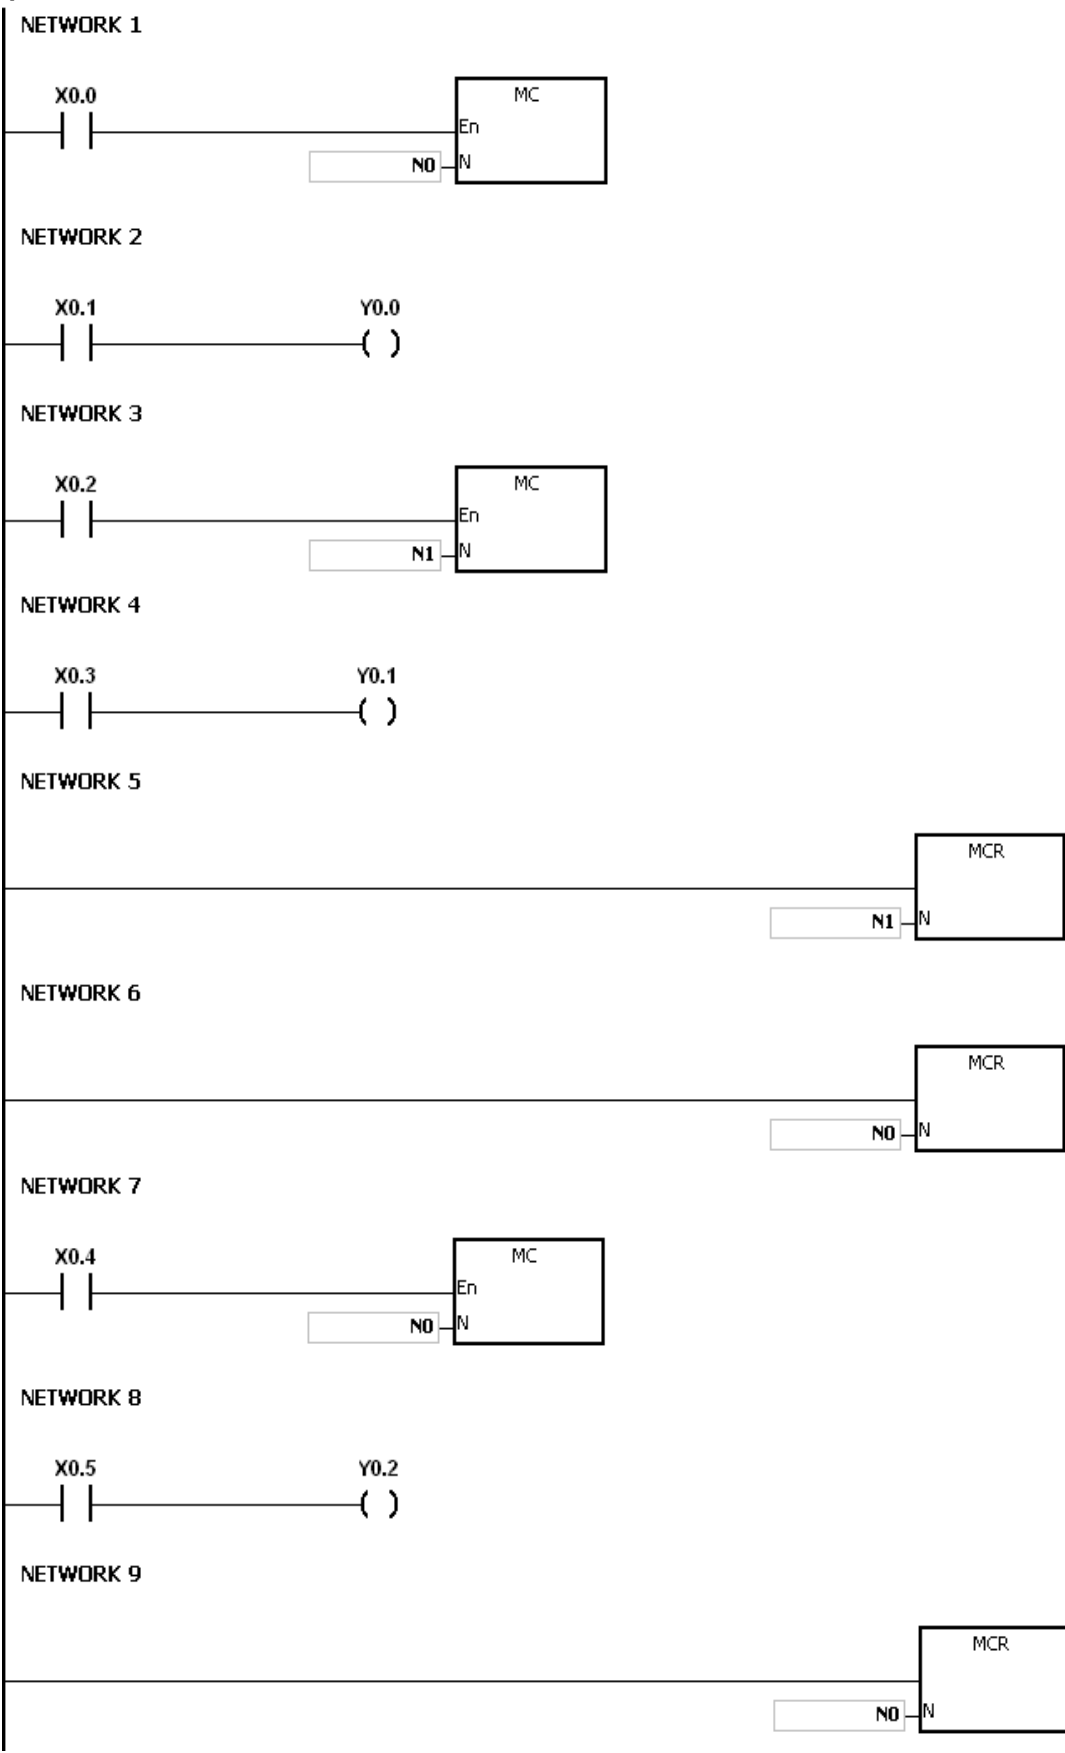 NETWORK 1
X0.0
MC
En
N0 N
NETWORK 2
X0.1 Y0.0
NETWORK 3
X0.2
MC
En
N1 N
NETWORK 4
X0.3 Y0.1
NETWORK 5
MCR
N1 N
NETWORK 6
MCR
N0 N
NETWORK 7
X0.4
MC
En
N0 N
NETWORK 8
X0.5 Y0.2
NETWORK 9
MCR
N0 N